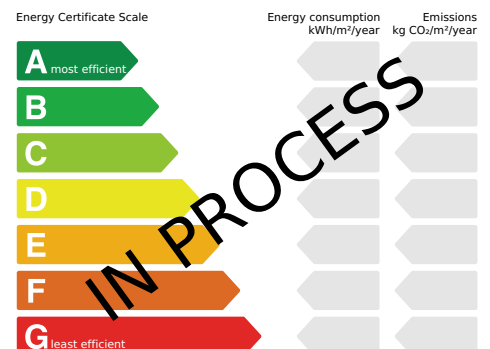 Energy Certificate Scale
Energy consumption
kWh/m²/year
Emissions
kg CO₂/m²/year
A most efficient
B
C
D
E
F
G least efficient
IN PROCESS